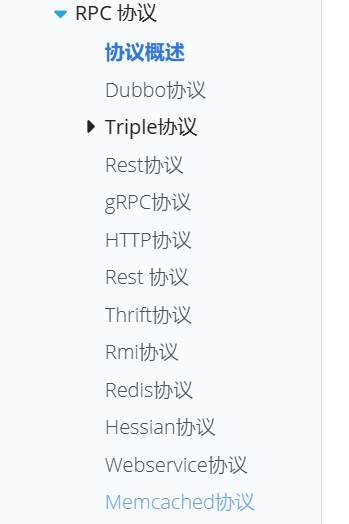 RPC 协议
协议概述
Dubbo协议
Triple协议
Rest协议
gRPC协议
HTTP协议
Rest 协议
Thrift协议
Rmi协议
Redis协议
Hessian协议
Webservice协议
Memcached协议